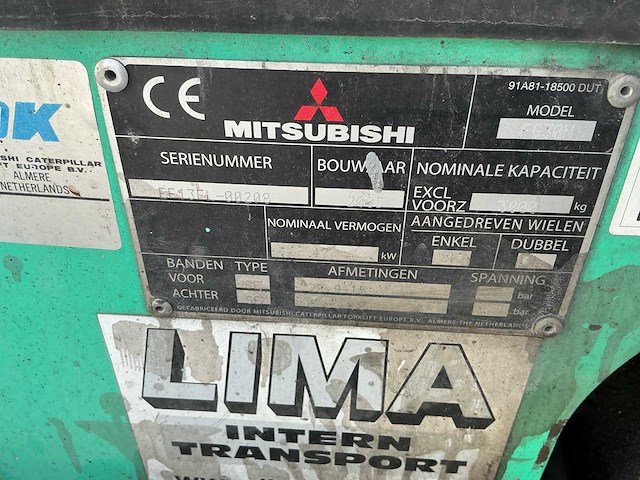 OK
SHI CATERPILLAR
FT EUROPE B.V.
ALMERE
NETHERLANDS
CE
MITSUBISHI
91A81-18500 DUT
MODEL
SERIENUMMER
BOUWJAAR
NOMINALE KAPACITEIT
EXCL
VOORZ
kg
NOMINAAL VERMOGEN
kW
AANGEDREVEN WIELEN
ENKEL
DUBBEL
BANDEN
TYPE
AFMETINGEN
SPANNING
VOOR
bar
ACHTER
bar
GEFABRICEERD DOOR MITSUBISHI CATERPILLAR FORKLIFT EUROPE B.V., ALMERE THE NETHERLANDS
LIMA
INTERN
TRANSPORT